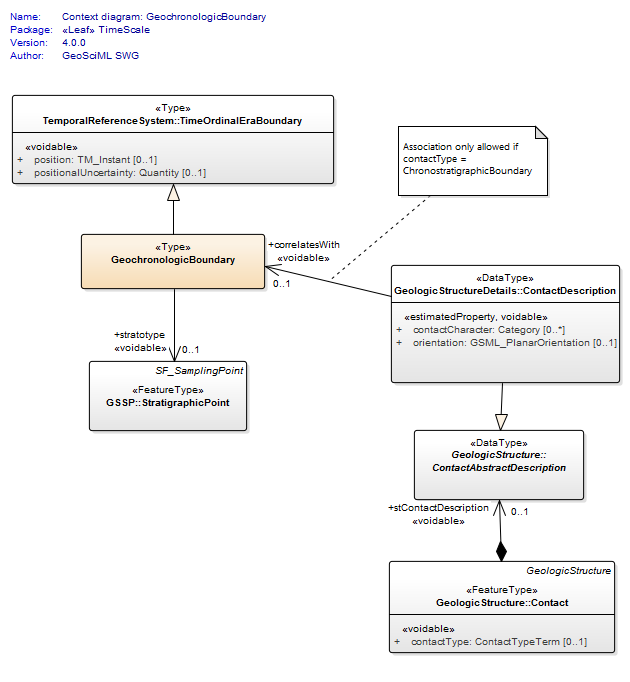 Name: Context diagram: GeochronologicBoundary
Package: «Leaf» TimeScale
Version: 4.0.0
Author: GeoSciML SWG
«Type»
TemporalReferenceSystem::TimeOrdinalEraBoundary
«voidable»
+ position: TM_Instant [0..1]
+ positionalUncertainty: Quantity [0..1]
Association only allowed if
contactType =
ChronostratigraphicBoundary
«Type»
GeochronologicBoundary
+correlatesWith
«voidable»
0..1
«DataType»
GeologicStructureDetails::ContactDescription
«estimatedProperty, voidable»
+ contactCharacter: Category [0..*]
+ orientation: GSML_PlanarOrientation [0..1]
+stratotype
«voidable»
0..1
SF_SamplingPoint
«FeatureType»
GSSP::StratigraphicPoint
«DataType»
GeologicStructure::
ContactAbstractDescription
+stContactDescription
«voidable»
0..1
GeologicStructure
«FeatureType»
GeologicStructure::Contact
«voidable»
+ contactType: ContactTypeTerm [0..1]